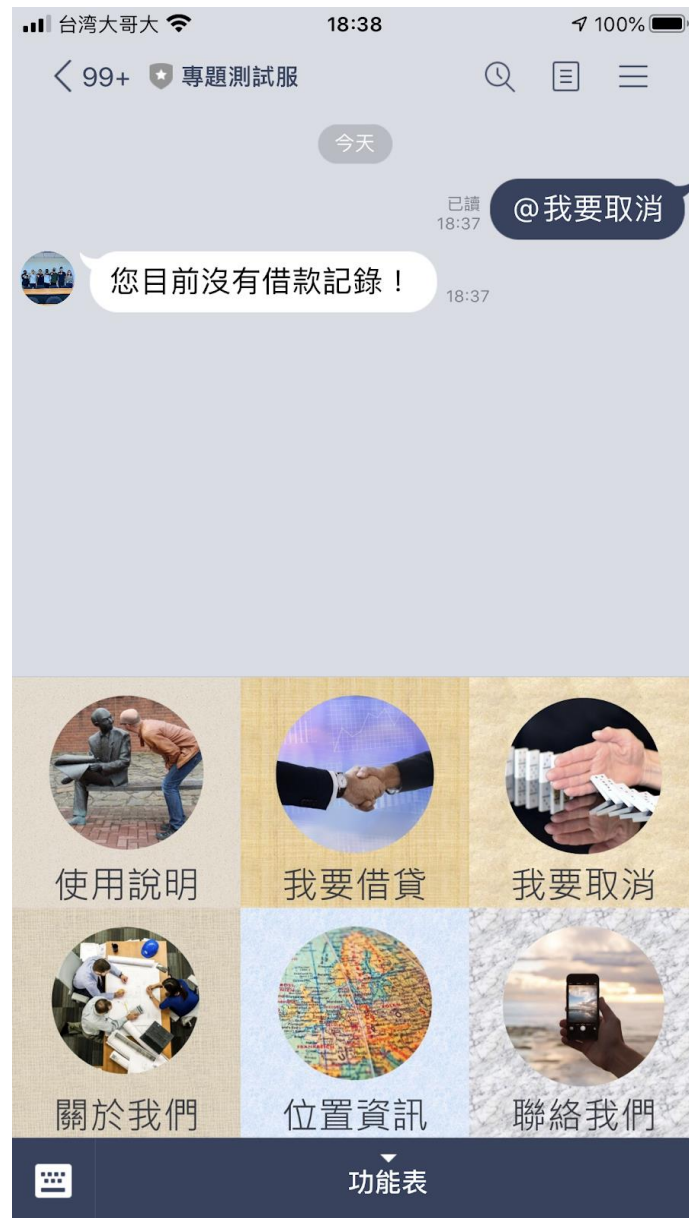 台湾大哥大 18:38 100%
99+ 專題測試服
今天
已讀
18:37
@我要取消
您目前沒有借款記錄！
18:37
使用說明 我要借貸 我要取消
關於我們 位置資訊 聯絡我們
功能表